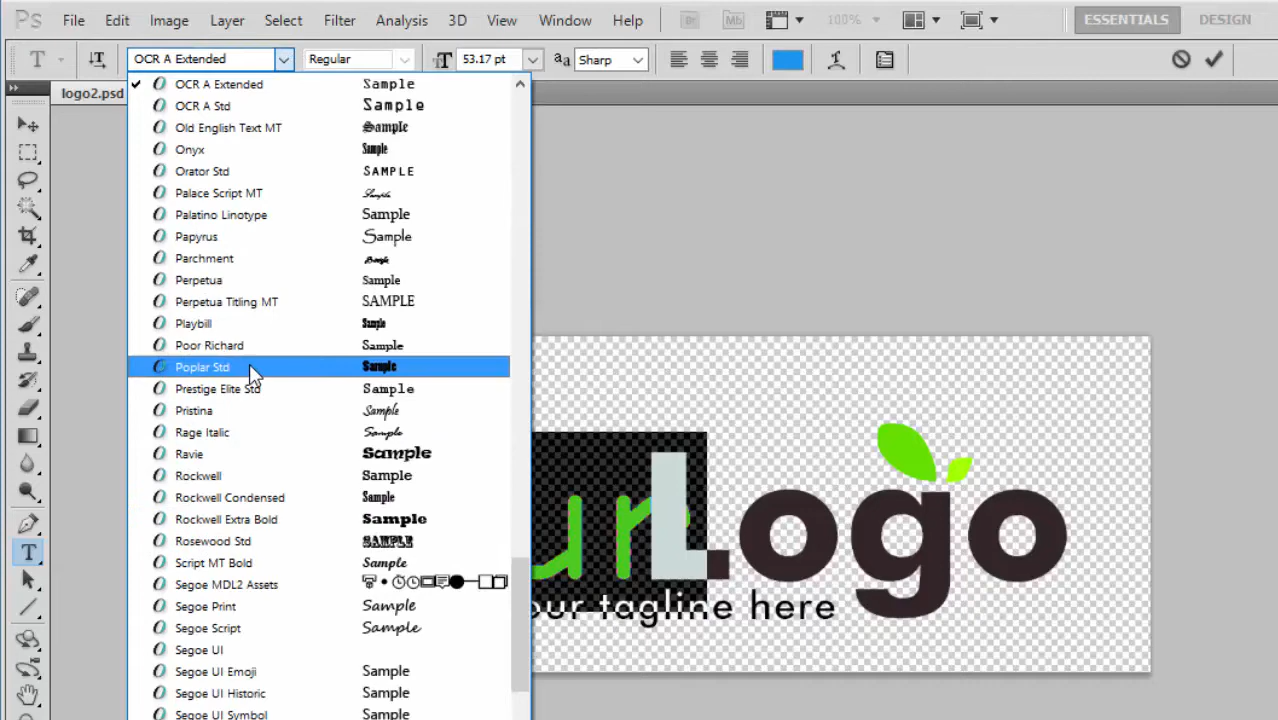 Ps File Edit Image Layer Select Filter Analysis 3D View Window Help Br Mb 100% ESSENTIALS DESIGN
T OCR A Extended Regular 53.17 pt aa Sharp
logo2.psd
OCR A Extended Sample
OCR A Std Sample
Old English Text MT Sample
Onyx Sample
Orator Std SAMPLE
Palace Script MT Sample
Palatino Linotype Sample
Papyrus Sample
Parchment
Perpetua Sample
Perpetua Titling MT SAMPLE
Playbill Sample
Poor Richard Sample
Poplar Std Sample
Prestige Elite Std Sample
Pristina Sample
Rage Italic Sample
Ravie Sample
Rockwell Sample
Rockwell Condensed Sample
Rockwell Extra Bold Sample
Rosewood Std SAMPLE
Script MT Bold Sample
Segoe MDL2 Assets
Segoe Print Sample
Segoe Script Sample
Segoe UI
Segoe UI Emoji Sample
Segoe UI Historic Sample
Segoe UI Symbol Sample
ur Logo
our tagline here